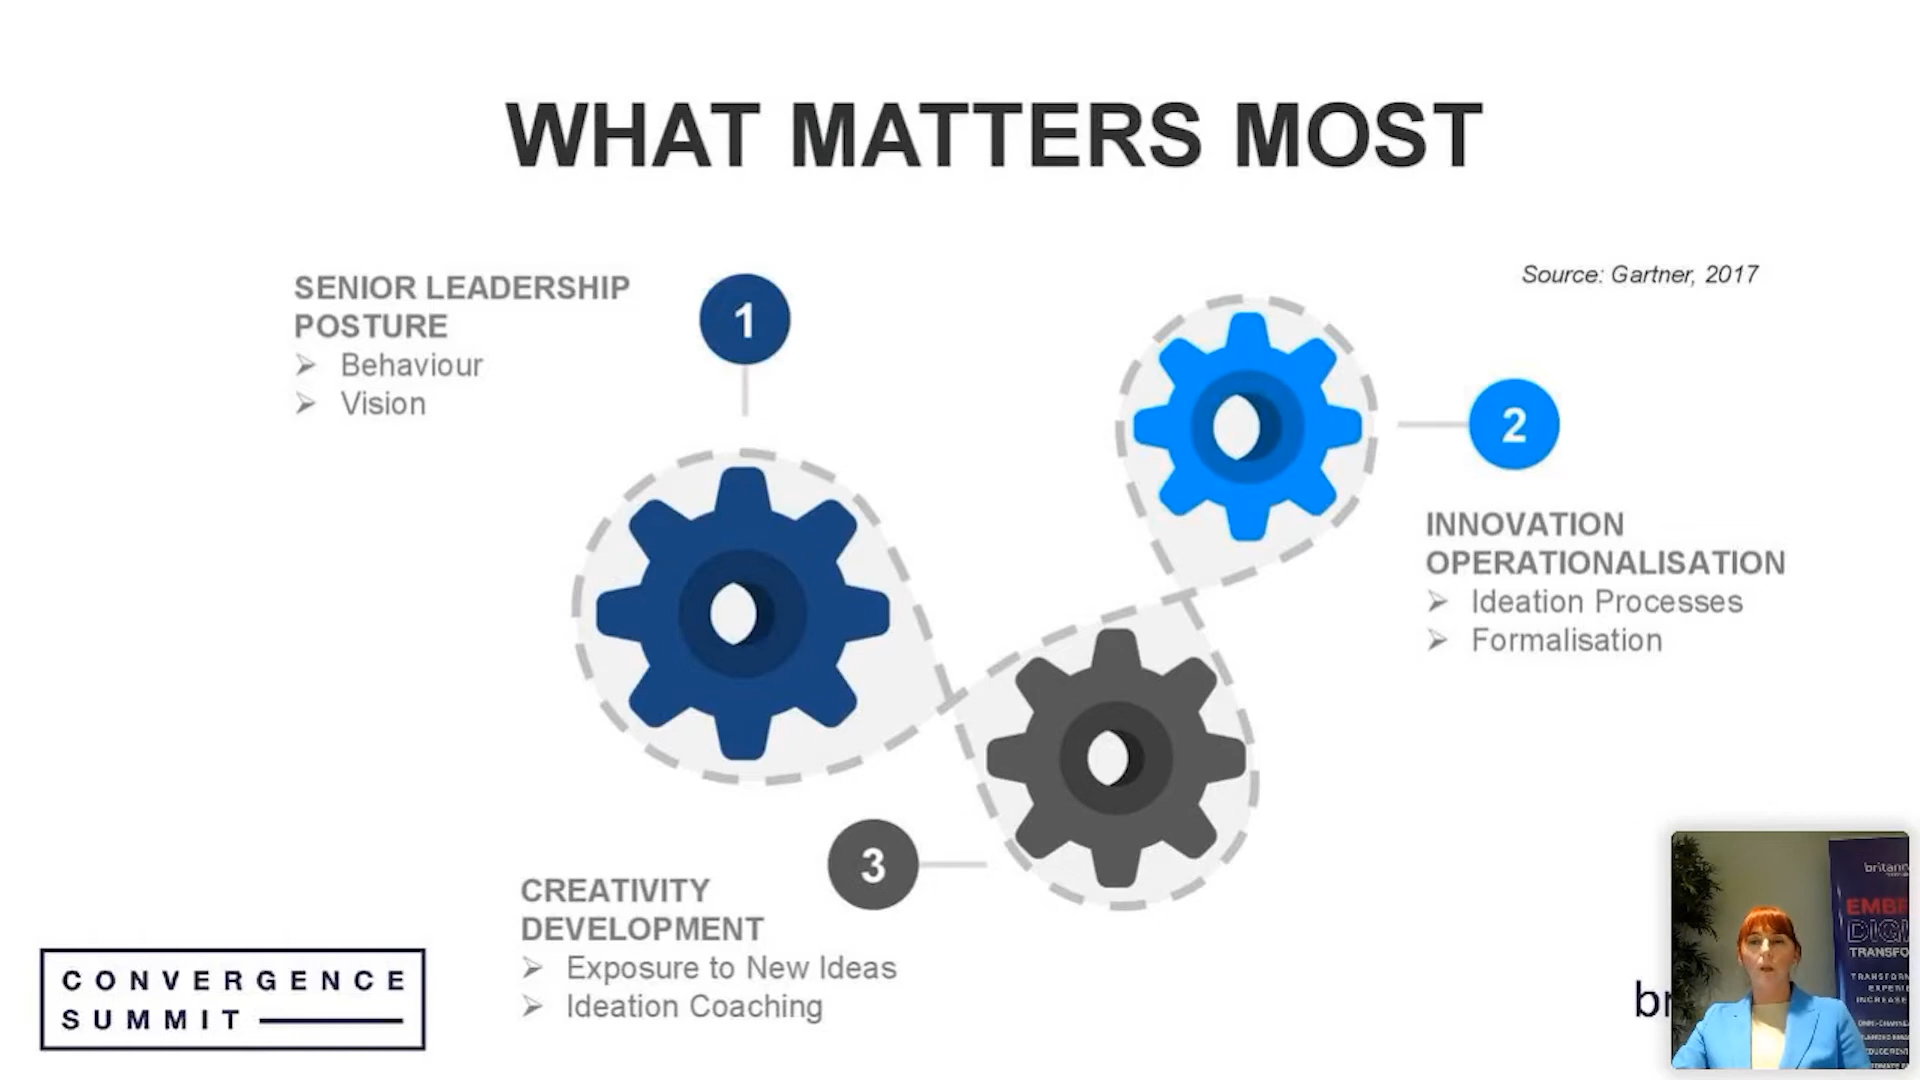 WHAT MATTERS MOST
SENIOR LEADERSHIP
POSTURE
➢ Behaviour
➢ Vision
1
Source: Gartner, 2017
2
INNOVATION
OPERATIONALISATION
➢ Ideation Processes
➢ Formalisation
3
CREATIVITY
DEVELOPMENT
➢ Exposure to New Ideas
➢ Ideation Coaching
CONVERGENCE
SUMMIT